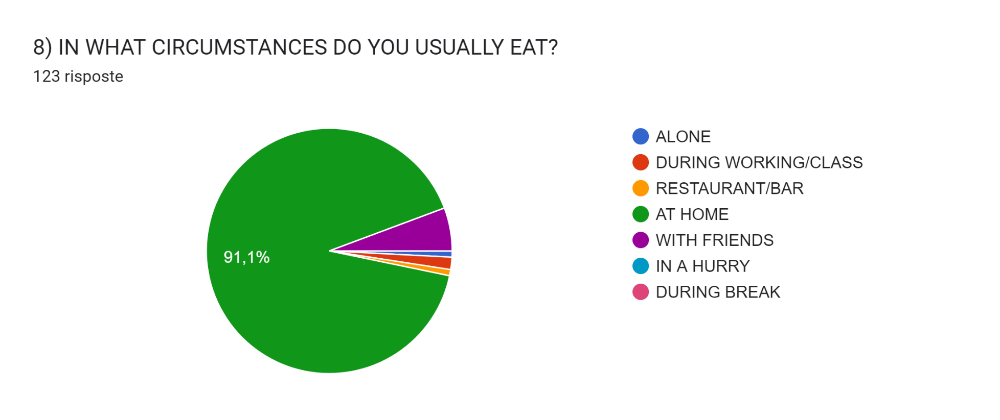 8) IN WHAT CIRCUMSTANCES DO YOU USUALLY EAT?
123 risposte
91,1%
ALONE
DURING WORKING/CLASS
RESTAURANT/BAR
AT HOME
WITH FRIENDS
IN A HURRY
DURING BREAK